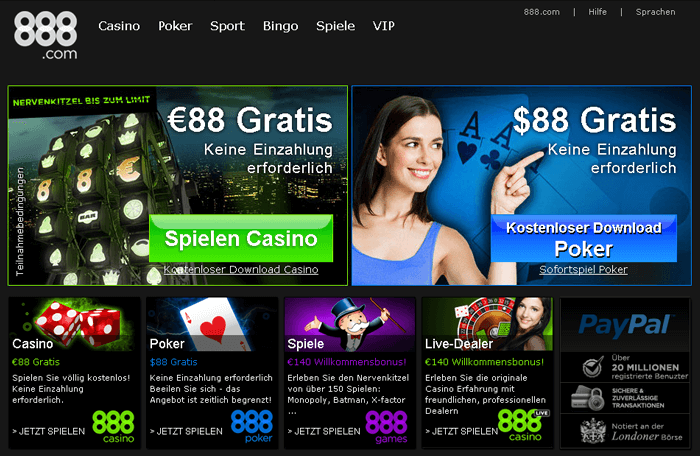 888.com
Casino Poker Sport Bingo Spiele VIP
888.com | Hilfe | Sprachen
NERVENKITZEL BIS ZUM LIMIT
€88 Gratis
Keine Einzahlung
erforderlich
Teilnahmebedingungen
8 8 €
BAR
Spielen Casino
Kostenloser Download Casino
$88 Gratis
Keine Einzahlung
erforderlich
A A A
Kostenloser Download
Poker
Sofortspiel Poker
Casino
€88 Gratis
Spielen Sie völlig kostenlos!
Keine Einzahlung
erforderlich.
> JETZT SPIELEN
888
casino
Poker
$88 Gratis
Keine Einzahlung erforderlich
Beeilen Sie sich - das
Angebot ist zeitlich begrenzt!
> JETZT SPIELEN
888
poker
Spiele
€140 Willkommensbonus!
Erleben Sie den Nervenkitzel
von über 150 Spielen:
Monopoly, Batman, X-factor
...
> JETZT SPIELEN
888
games
Live-Dealer
€140 Willkommensbonus!
Erleben Sie die originale
Casino Erfahrung mit
freundlichen, professionellen
Dealern
> JETZT SPIELEN
888 LIVE
casino
PayPal
Über
20 MILLIONEN
registrierte Benutzer
SICHERE &
ZUVERLÄSSIGE
TRANSAKTIONEN
Notiert an der
Londoner Börse